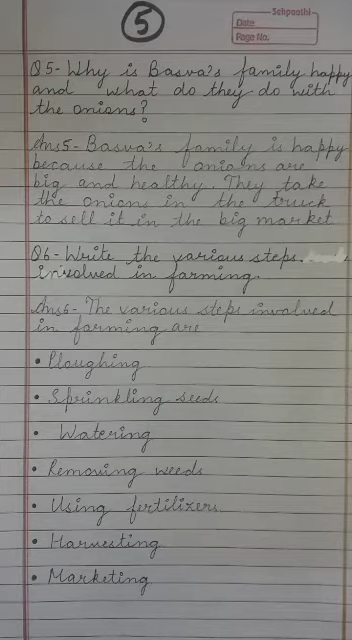 5
Sehpaathi
Date
Page No.
Q5- Why is Basva's family happy
and what do they do with
the onions?
Ans5- Basva's family is happy
because the onions are
big and healthy. They take
the onions in the truck
to sell it in the big market
Q6- Write the various steps.
involved in farming.
Ans6- The various steps involved
in farming are
• Ploughing
• Sprinkling seeds
• Watering
• Removing weeds
• Using fertilizers
• Harvesting
• Marketing